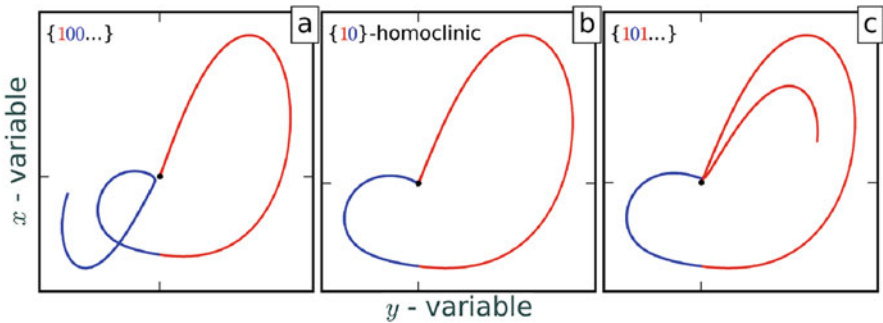 {100...}
a
{10}-homoclinic
b
{101...}
c
x - variable
y - variable